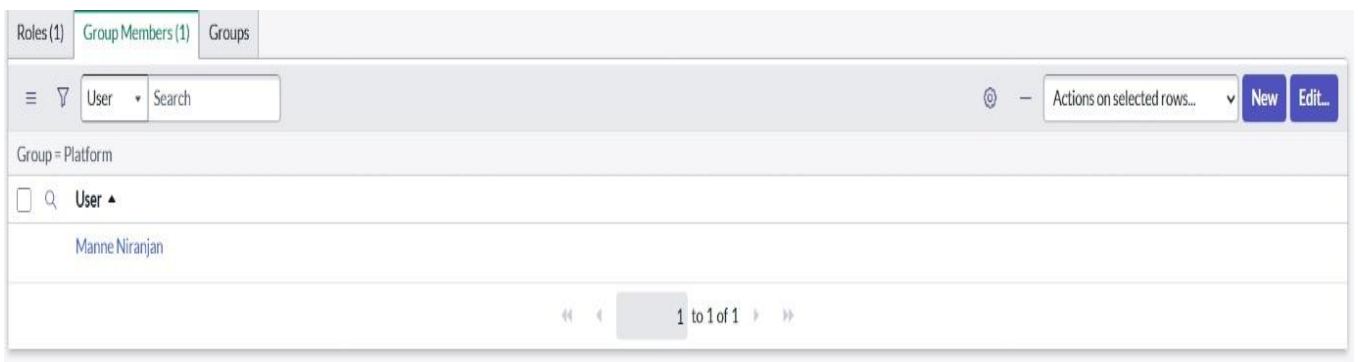 Roles (1) Group Members (1) Groups
User Search Actions on selected rows... New Edit...
Group = Platform
User
Manne Niranjan
1 to 1 of 1